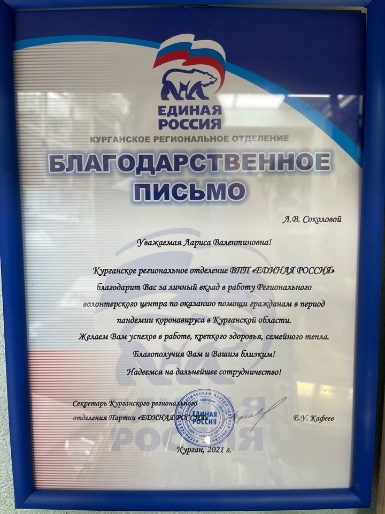 ЕДИНАЯ
РОССИЯ
КУРГАНСКОЕ РЕГИОНАЛЬНОЕ ОТДЕЛЕНИЕ
БЛАГОДАРСТВЕННОЕ
ПИСЬМО
Л.В. Соколовой
Уважаемая Лариса Валентиновна!
Курганское региональное отделение ВПП «ЕДИНАЯ РОССИЯ»
благодарит Вас за личный вклад в работу Регионального
волонтерского центра по оказанию помощи гражданам в период
пандемии коронавируса в Курганской области.
Желаем Вам успехов в работе, крепкого здоровья, семейного тепла.
Благополучия Вам и Вашим близким!
Надеемся на дальнейшее сотрудничество!
Секретарь Курганского регионального
отделения Партии «ЕДИНАЯ РОССИЯ»
ЕДИНАЯ
РОССИЯ
Е.У. Кафеев
РОССИЯ
Курган, 2021 г.